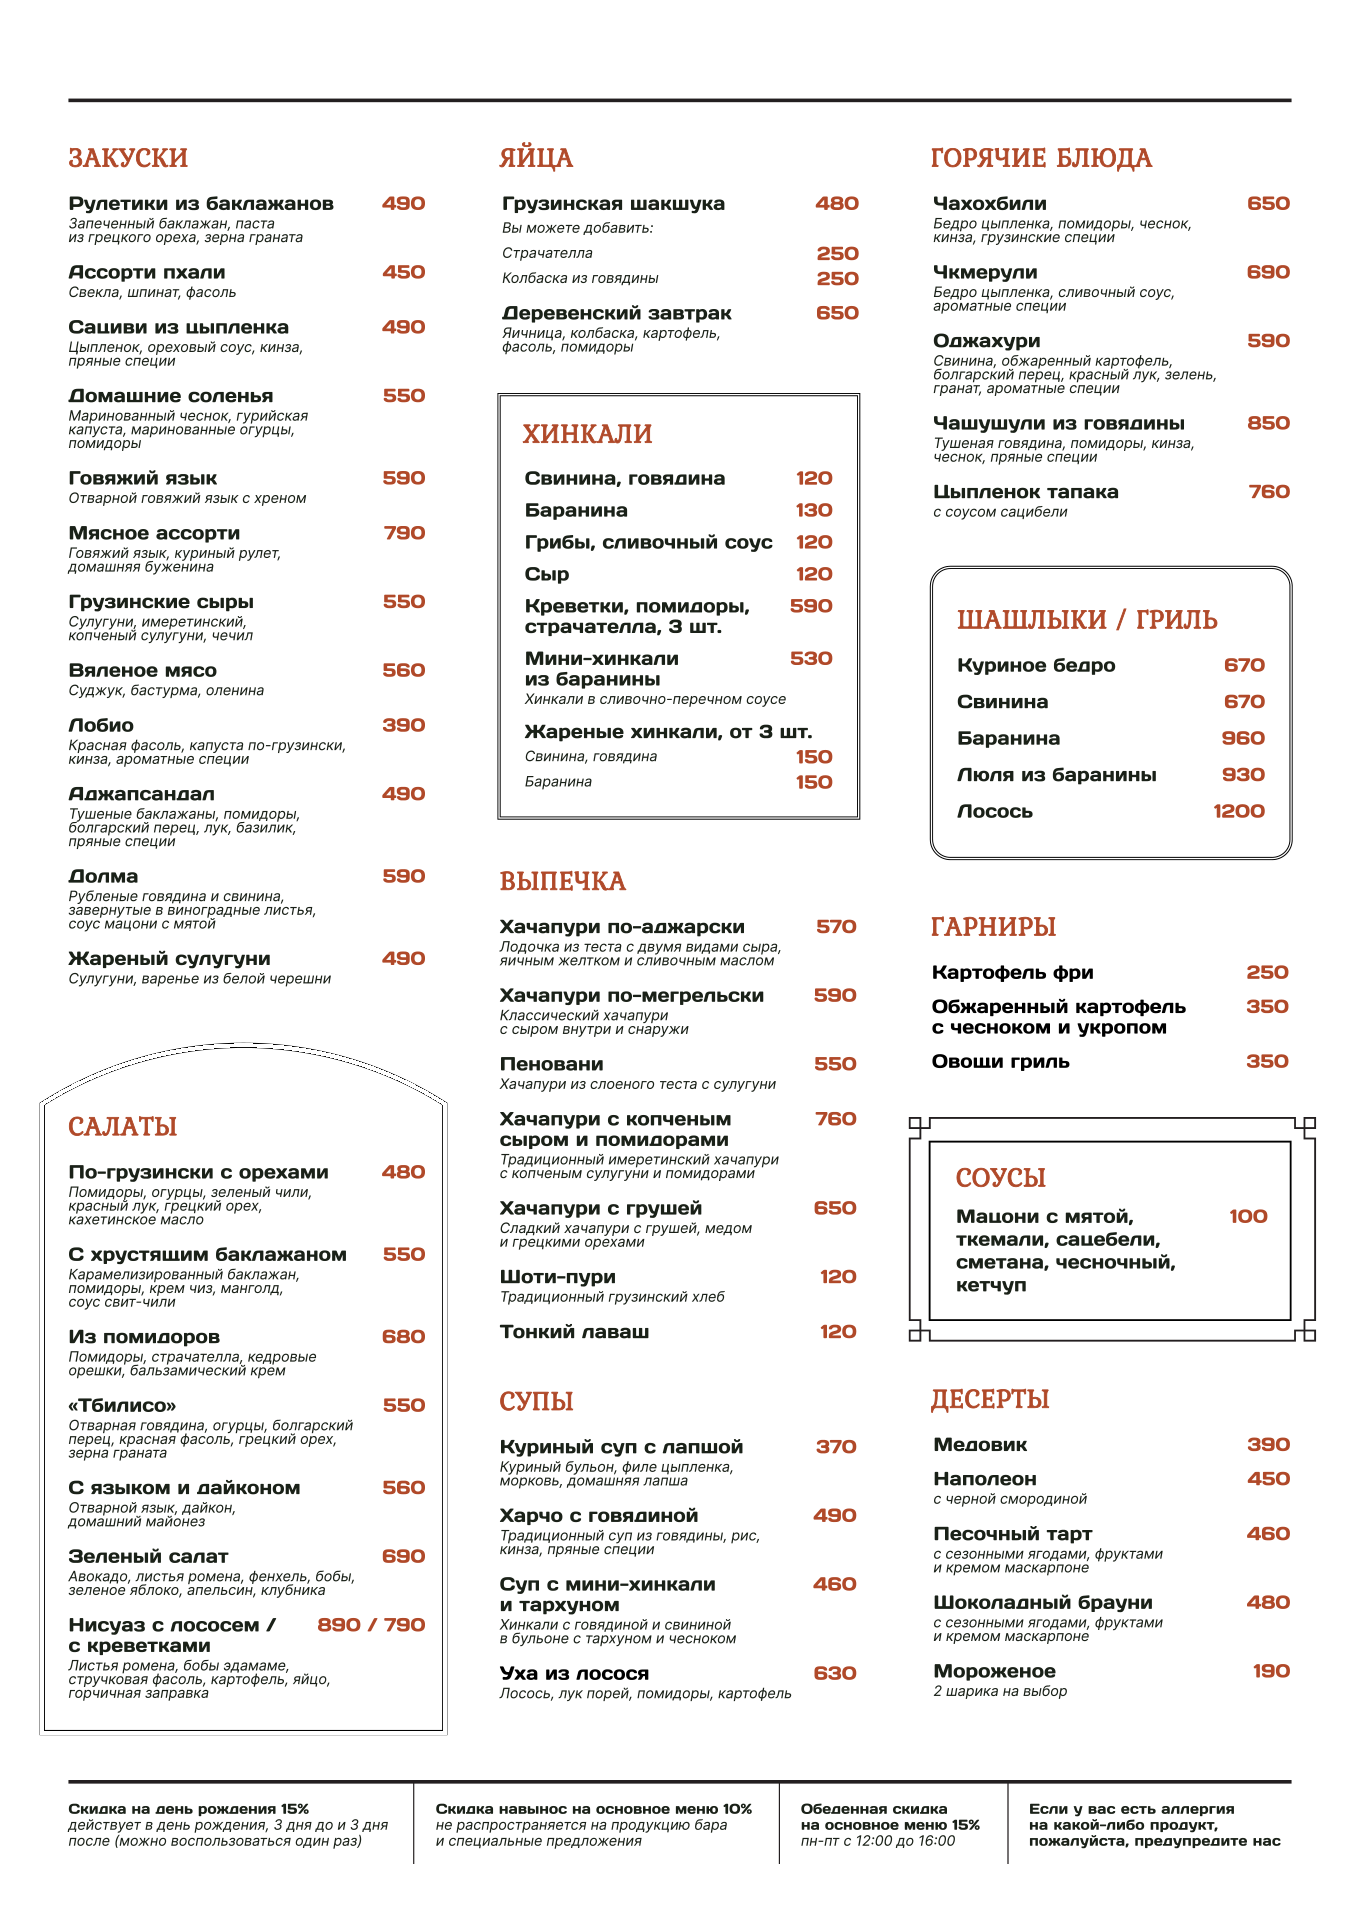 ЗАКУСКИ
Рулетики из баклажанов 490
Запеченный баклажан, паста
из грецкого ореха, зерна граната
Ассорти пхали 450
Свекла, шпинат, фасоль
Сациви из цыпленка 490
Цыпленок, ореховый соус, кинза,
пряные специи
Домашние соленья 550
Маринованный чеснок, гурийская
капуста, маринованные огурцы,
помидоры
Говяжий язык 590
Отварной говяжий язык с хреном
Мясное ассорти 790
Говяжий язык, куриный рулет,
домашняя буженина
Грузинские сыры 550
Сулугуни, имеретинский,
копченый сулугуни, чечил
Вяленое мясо 560
Суджук, бастурма, оленина
Лобио 390
Красная фасоль, капуста по-грузински,
кинза, ароматные специи
Аджапсандал 490
Тушеные баклажаны, помидоры,
болгарский перец, лук, базилик,
пряные специи
Долма 590
Рубленые говядина и свинина,
завернутые в виноградные листья,
соус мацони с мятой
Жареный сулугуни 490
Сулугуни, варенье из белой черешни
САЛАТЫ
По-грузински с орехами 480
Помидоры, огурцы, зеленый чили,
красный лук, грецкий орех,
кахетинское масло
С хрустящим баклажаном 550
Карамелизированный баклажан,
помидоры, крем чиз, манголд,
соус свит-чили
Из помидоров 680
Помидоры, страчателла, кедровые
орешки, бальзамический крем
«Тбилисо» 550
Отварная говядина, огурцы, болгарский
перец, красная фасоль, грецкий орех,
зерна граната
С языком и дайконом 560
Отварной язык, дайкон,
домашний майонез
Зеленый салат 690
Авокадо, листья ромена, фенхель, бобы,
зеленое яблоко, апельсин, клубника
Нисуаз с лососем / 890 / 790
с креветками
Листья ромена, бобы эдамаме,
стручковая фасоль, картофель, яйцо,
горчичная заправка
ЯЙЦА
Грузинская шакшука 480
Вы можете добавить:
Страчателла 250
Колбаска из говядины 250
Деревенский завтрак 650
Яичница, колбаска, картофель,
фасоль, помидоры
ХИНКАЛИ
Свинина, говядина 120
Баранина 130
Грибы, сливочный соус 120
Сыр 120
Креветки, помидоры, 590
страчателла, 3 шт.
Мини-хинкали 530
из баранины
Хинкали в сливочно-перечном соусе
Жареные хинкали, от 3 шт.
Свинина, говядина 150
Баранина 150
ВЫПЕЧКА
Хачапури по-аджарски 570
Лодочка из теста с двумя видами сыра,
яичным желтком и сливочным маслом
Хачапури по-мегрельски 590
Классический хачапури
с сыром внутри и снаружи
Пеновани 550
Хачапури из слоеного теста с сулугуни
Хачапури с копченым 760
сыром и помидорами
Традиционный имеретинский хачапури
с копченым сулугуни и помидорами
Хачапури с грушей 650
Сладкий хачапури с грушей, медом
и грецкими орехами
Шоти-пури 120
Традиционный грузинский хлеб
Тонкий лаваш 120
СУПЫ
Куриный суп с лапшой 370
Куриный бульон, филе цыпленка,
морковь, домашняя лапша
Харчо с говядиной 490
Традиционный суп из говядины, рис,
кинза, пряные специи
Суп с мини-хинкали 460
и тархуном
Хинкали с говядиной и свининой
в бульоне с тархуном и чесноком
Уха из лосося 630
Лосось, лук порей, помидоры, картофель
ГОРЯЧИЕ БЛЮДА
Чахохбили 650
Бедро цыпленка, помидоры, чеснок,
кинза, грузинские специи
Чкмерули 690
Бедро цыпленка, сливочный соус,
ароматные специи
Оджахури 590
Свинина, обжаренный картофель,
болгарский перец, красный лук, зелень,
гранат, ароматные специи
Чашушули из говядины 850
Тушеная говядина, помидоры, кинза,
чеснок, пряные специи
Цыпленок тапака 760
с соусом сацибели
ШАШЛЫКИ / ГРИЛЬ
Куриное бедро 670
Свинина 670
Баранина 960
Люля из баранины 930
Лосось 1200
ГАРНИРЫ
Картофель фри 250
Обжаренный картофель 350
с чесноком и укропом
Овощи гриль 350
СОУСЫ
Мацони с мятой, 100
ткемали, сацебели,
сметана, чесночный,
кетчуп
ДЕСЕРТЫ
Медовик 390
Наполеон 450
с черной смородиной
Песочный тарт 460
с сезонными ягодами, фруктами
и кремом маскарпоне
Шоколадный брауни 480
с сезонными ягодами, фруктами
и кремом маскарпоне
Мороженое 190
2 шарика на выбор
Скидка на день рождения 15%
действует в день рождения, 3 дня до и 3 дня
после (можно воспользоваться один раз)
Скидка навынос на основное меню 10%
не распространяется на продукцию бара
и специальные предложения
Обеденная скидка
на основное меню 15%
пн-пт с 12:00 до 16:00
Если у вас есть аллергия
на какой-либо продукт,
пожалуйста, предупредите нас